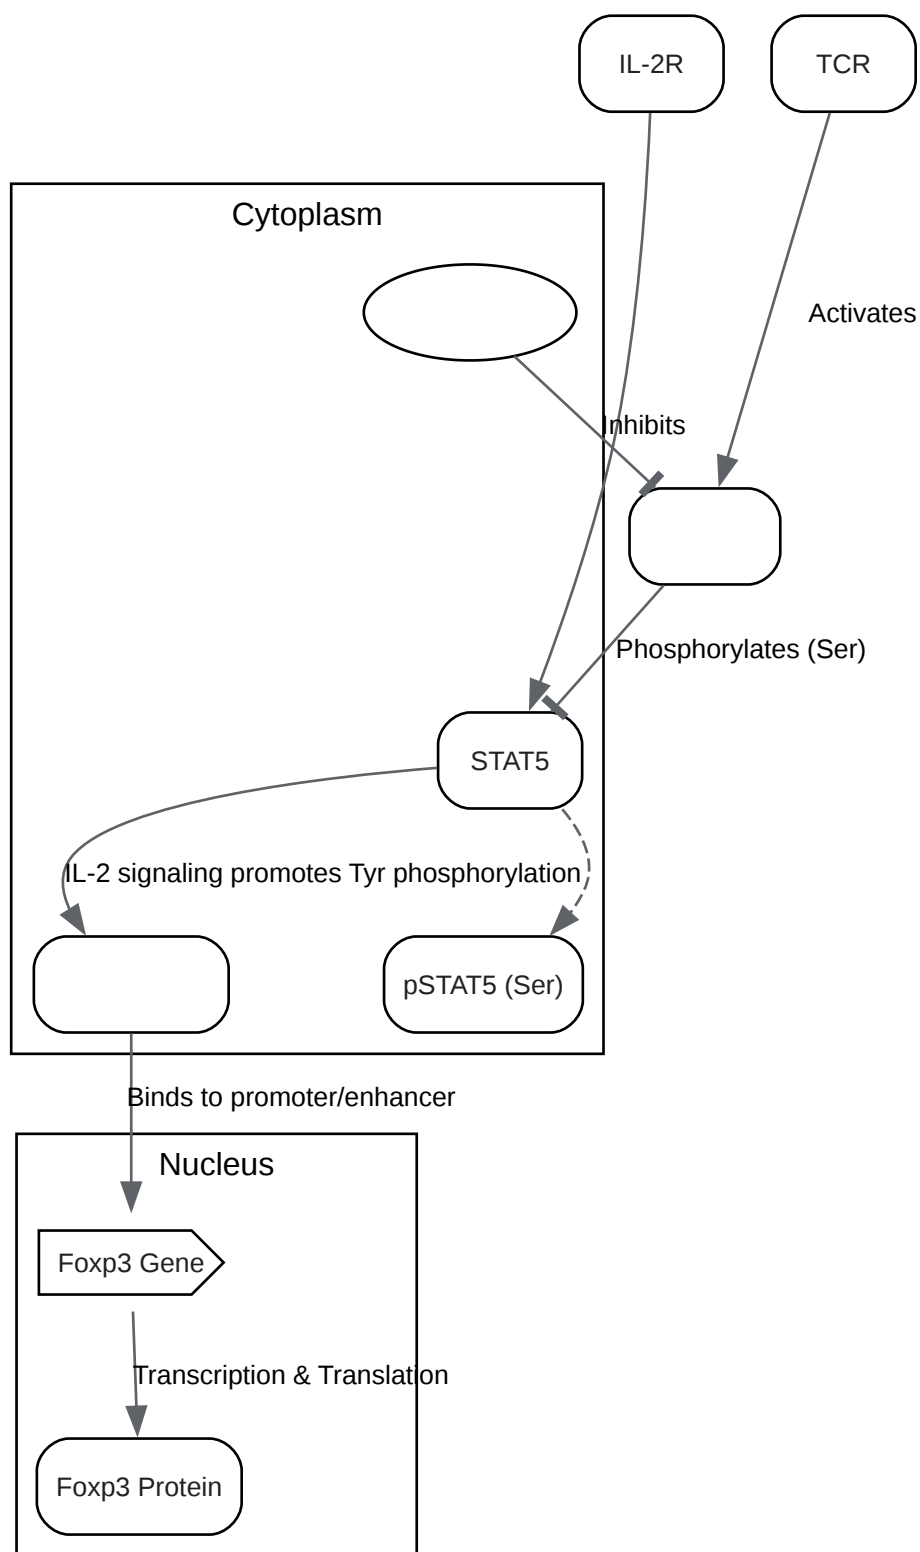 IL-2R
TCR
Cytoplasm
Activates
Inhibits
Phosphorylates (Ser)
STAT5
IL-2 signaling promotes Tyr phosphorylation
pSTAT5 (Ser)
Binds to promoter/enhancer
Nucleus
Foxp3 Gene
Transcription & Translation
Foxp3 Protein